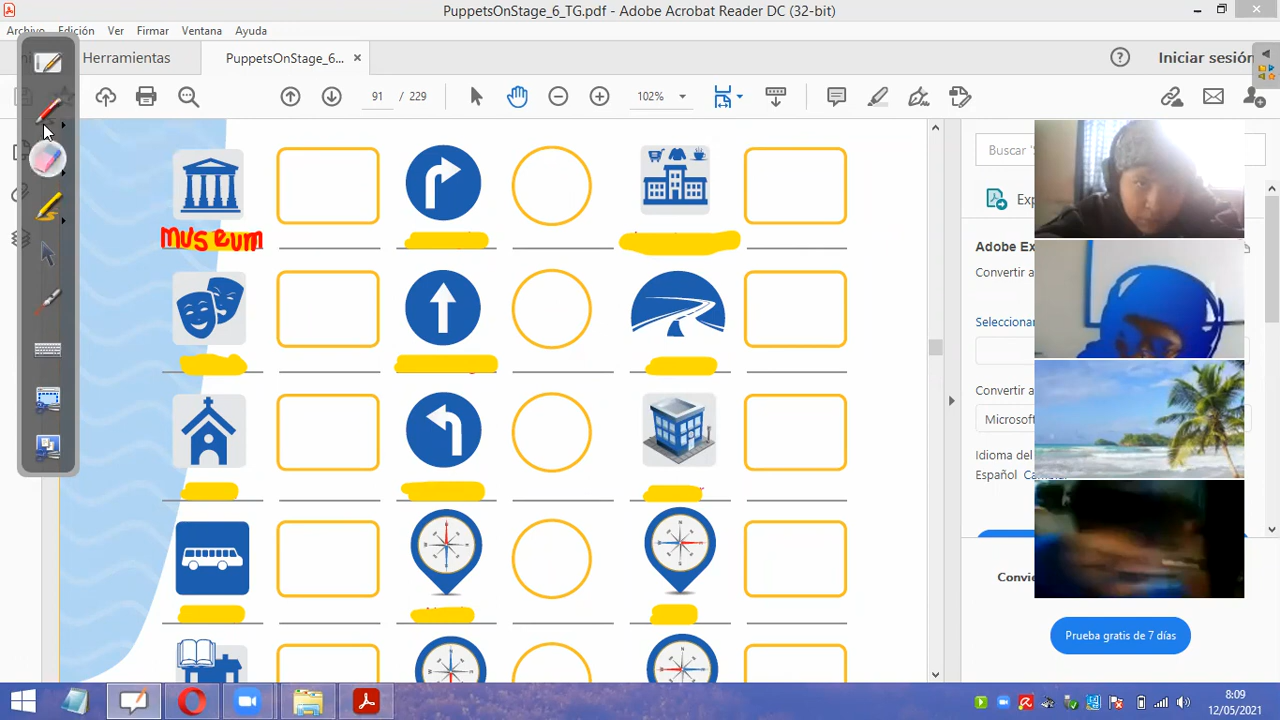 PuppetsOnStage_6_TG.pdf - Adobe Acrobat Reader DC (32-bit)
Archivo Edición Ver Firmar Ventana Ayuda
Herramientas PuppetsOnStage_6... × Iniciar sesión
91 / 229 102%
museum
Buscar '
Adobe Ex
Convertir a
Seleccionar
Convertir a
Microsoft
Idioma del
Español
Prueba gratis de 7 días
8:09
12/05/2021